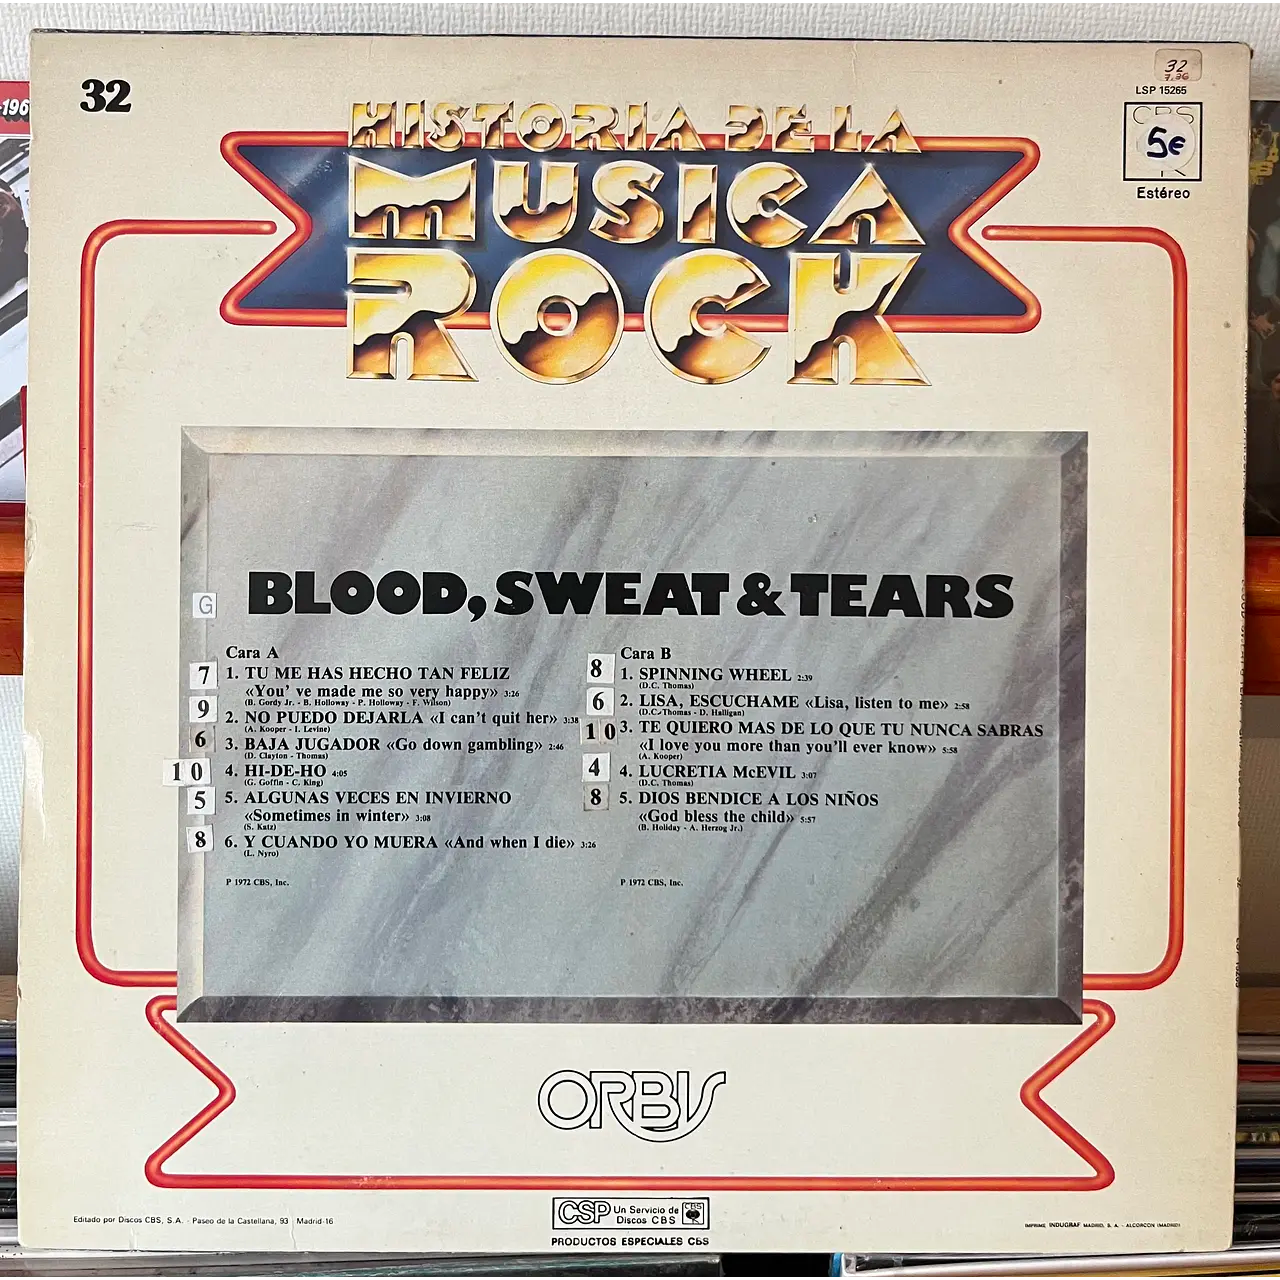 32
32
7.36
LSP 15265
CBS
5€
Estéreo
-196
HISTORIA DE LA
MUSICA
ROCK
BLOOD, SWEAT & TEARS
G
Cara A
7 1. TU ME HAS HECHO TAN FELIZ
«You' ve made me so very happy» 3:26
(B. Gordy Jr. - B. Holloway - P. Holloway - F. Wilson)
9 2. NO PUEDO DEJARLA «I can't quit her» 3:38
(A. Kooper - I. Levine)
6 3. BAJA JUGADOR «Go down gambling» 2:46
(D. Clayton - Thomas)
10 4. HI-DE-HO 4:05
(G. Goffin - C. King)
5 5. ALGUNAS VECES EN INVIERNO
«Sometimes in winter» 3:08
(S. Katz)
8 6. Y CUANDO YO MUERA «And when I die» 3:26
(L. Nyro)
P 1972 CBS, Inc.
Cara B
8 1. SPINNING WHEEL 2:39
(D.C. Thomas)
6 2. LISA, ESCUCHAME «Lisa, listen to me» 2:58
(D.C. Thomas - D. Halligan)
10 3. TE QUIERO MAS DE LO QUE TU NUNCA SABRAS
«I love you more than you'll ever know» 5:58
(A. Kooper)
4 4. LUCRETIA McEVIL 3:07
(D.C. Thomas)
8 5. DIOS BENDICE A LOS NIÑOS
«God bless the child» 5:57
(B. Holiday - A. Herzog Jr.)
P 1972 CBS, Inc.
ORBIS
CSP Un Servicio de
Discos CBS
CBS
PRODUCTOS ESPECIALES CBS
Editado por Discos CBS, S.A. - Paseo de la Castellana, 93 Madrid-16
IMPRIME INDUGRAF MADRID, S. A. - ALCORCON (MADRID)